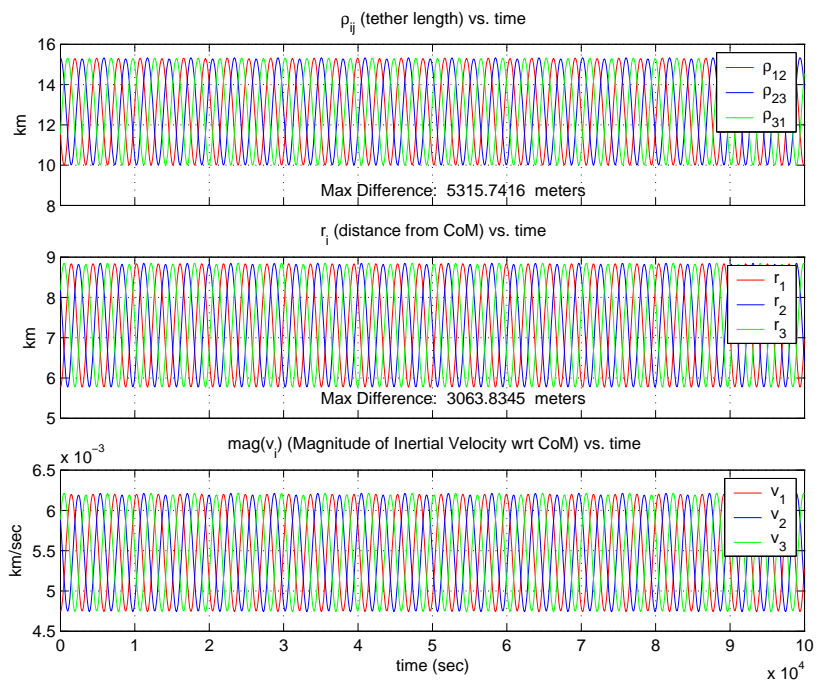 ρij (tether length) vs. time
16
14
12
10
8
km
ρ12
ρ23
ρ31
Max Difference: 5315.7416 meters
ri (distance from CoM) vs. time
9
8
7
6
5
km
r1
r2
r3
Max Difference: 3063.8345 meters
mag(vi) (Magnitude of Inertial Velocity wrt CoM) vs. time
x 10−3
6.5
6
5.5
5
4.5
km/sec
v1
v2
v3
0 1 2 3 4 5 6 7 8 9 10
time (sec)
x 104